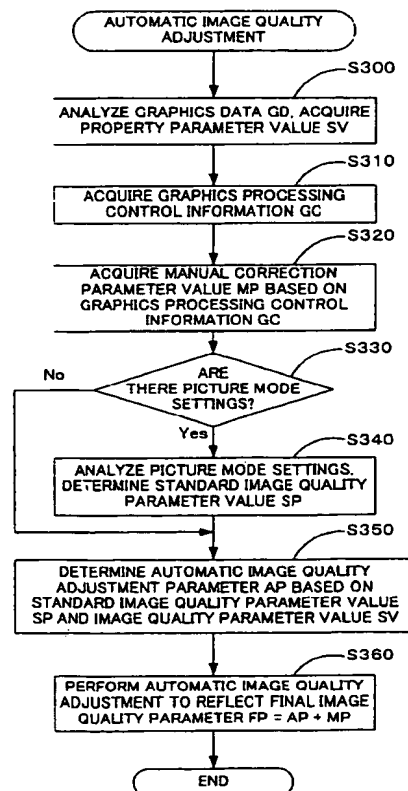 AUTOMATIC IMAGE QUALITY
ADJUSTMENT
S300
ANALYZE GRAPHICS DATA GD, ACQUIRE
PROPERTY PARAMETER VALUE SV
S310
ACQUIRE GRAPHICS PROCESSING
CONTROL INFORMATION GC
S320
ACQUIRE MANUAL CORRECTION
PARAMETER VALUE MP BASED ON
GRAPHICS PROCESSING CONTROL
INFORMATION GC
S330
No
ARE
THERE PICTURE MODE
SETTINGS?
Yes
S340
ANALYZE PICTURE MODE SETTINGS,
DETERMINE STANDARD IMAGE QUALITY
PARAMETER VALUE SP
S350
DETERMINE AUTOMATIC IMAGE QUALITY
ADJUSTMENT PARAMETER AP BASED ON
STANDARD IMAGE QUALITY PARAMETER VALUE
SP AND IMAGE QUALITY PARAMETER VALUE SV
S360
PERFORM AUTOMATIC IMAGE QUALITY
ADJUSTMENT TO REFLECT FINAL IMAGE
QUALITY PARAMETER FP = AP + MP
END